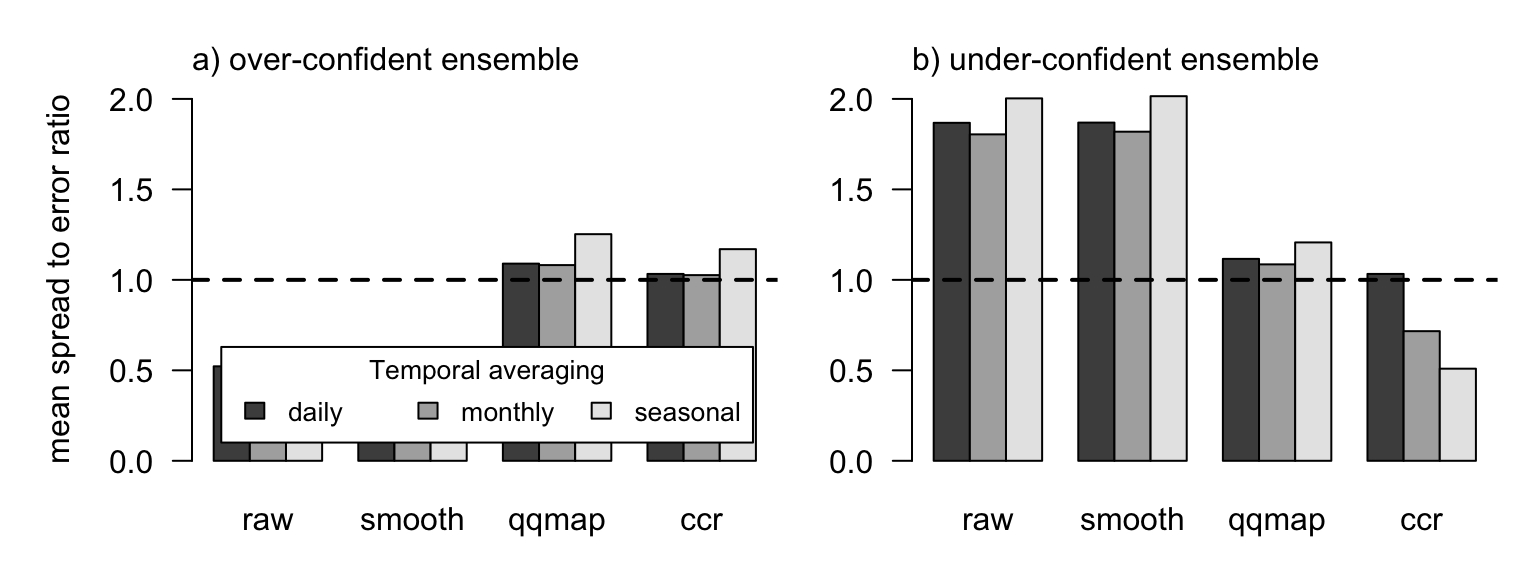 a) over-confident ensemble
mean spread to error ratio
2.0
1.5
1.0
0.5
0.0
Temporal averaging
daily monthly seasonal
raw smooth qqmap ccr
b) under-confident ensemble
2.0
1.5
1.0
0.5
0.0
raw smooth qqmap ccr